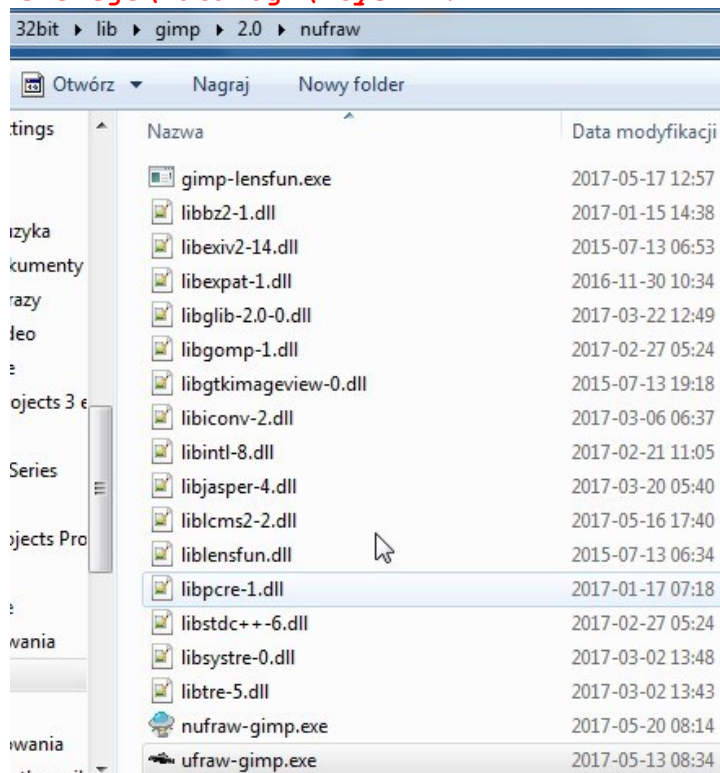 32bit ▸ lib ▸ gimp ▸ 2.0 ▸ nufraw
Otwórz Nagraj Nowy folder
Nazwa Data modyfikacji
gimp-lensfun.exe 2017-05-17 12:57
libbz2-1.dll 2017-01-15 14:38
libexiv2-14.dll 2015-07-13 06:53
libexpat-1.dll 2016-11-30 10:34
libglib-2.0-0.dll 2017-03-22 12:49
libgomp-1.dll 2017-02-27 05:24
libgtkimageview-0.dll 2015-07-13 19:18
libiconv-2.dll 2017-03-06 06:37
libintl-8.dll 2017-02-21 11:05
libjasper-4.dll 2017-03-20 05:40
liblcms2-2.dll 2017-05-16 17:40
liblensfun.dll 2015-07-13 06:34
libpcre-1.dll 2017-01-17 07:18
libstdc++-6.dll 2017-02-27 05:24
libsystre-0.dll 2017-03-02 13:48
libtre-5.dll 2017-03-02 13:43
nufraw-gimp.exe 2017-05-20 08:14
ufraw-gimp.exe 2017-05-13 08:34
tings
uzyka
kumenty
razy
deo
e
ojects 3 e
Series
ojects Pro
wania
owania